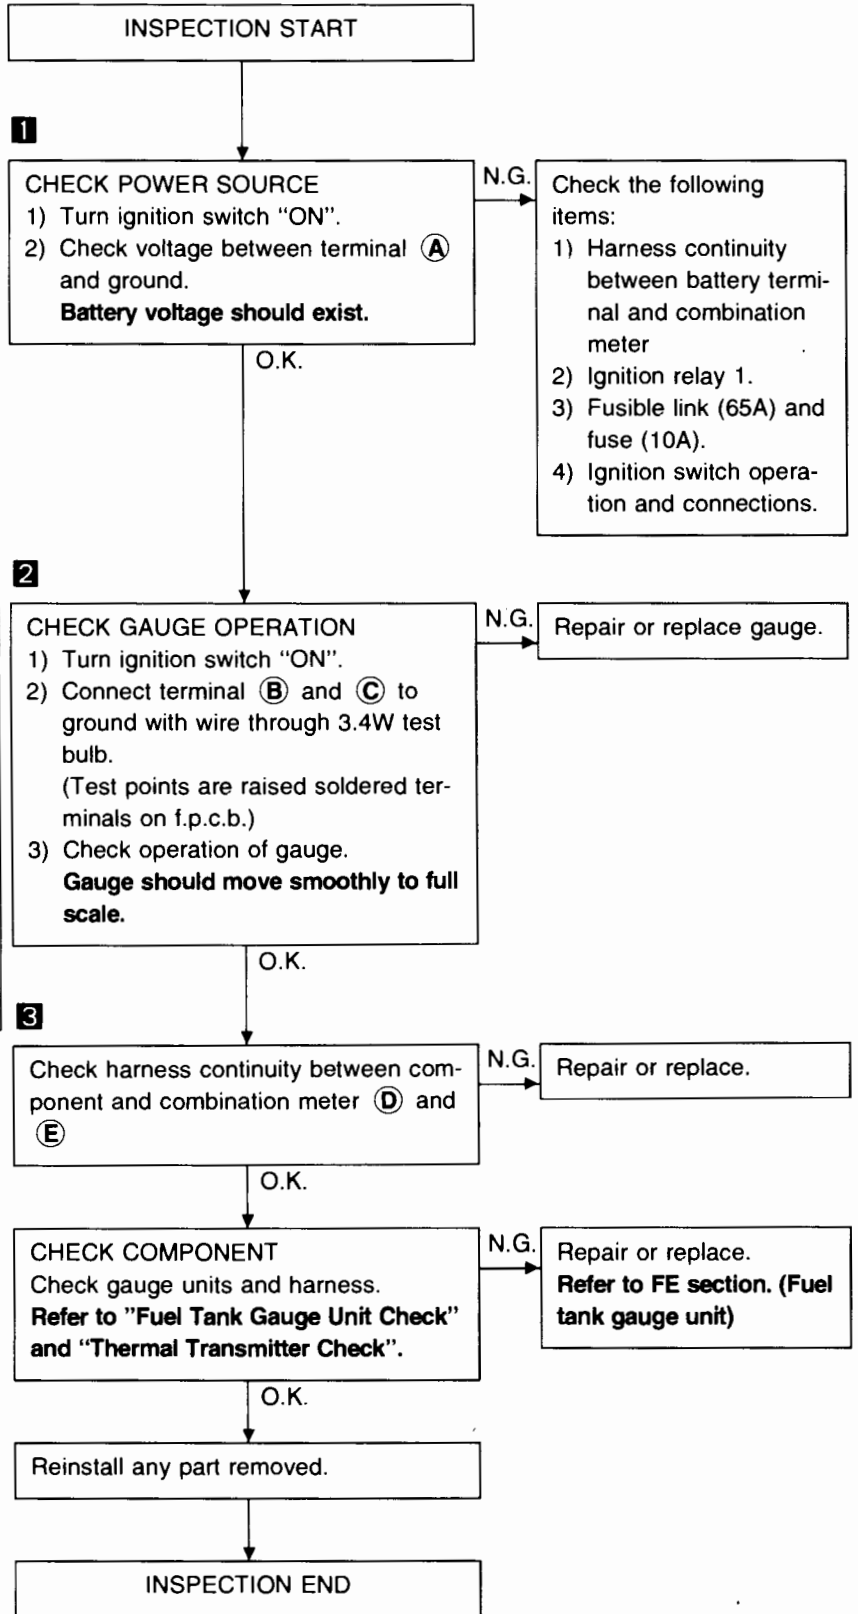 INSPECTION START
1
CHECK POWER SOURCE
1) Turn ignition switch “ON”.
2) Check voltage between terminal Ⓐ
and ground.
Battery voltage should exist.
N.G.
Check the following
items:
1) Harness continuity
between battery termi-
nal and combination
meter
2) Ignition relay 1.
3) Fusible link (65A) and
fuse (10A).
4) Ignition switch opera-
tion and connections.
O.K.
2
CHECK GAUGE OPERATION
1) Turn ignition switch “ON”.
2) Connect terminal Ⓑ and Ⓒ to
ground with wire through 3.4W test
bulb.
(Test points are raised soldered ter-
minals on f.p.c.b.)
3) Check operation of gauge.
Gauge should move smoothly to full
scale.
N.G.
Repair or replace gauge.
O.K.
3
Check harness continuity between com-
ponent and combination meter Ⓓ and
Ⓔ
N.G.
Repair or replace.
O.K.
CHECK COMPONENT
Check gauge units and harness.
Refer to "Fuel Tank Gauge Unit Check"
and “Thermal Transmitter Check”.
N.G.
Repair or replace.
Refer to FE section. (Fuel
tank gauge unit)
O.K.
Reinstall any part removed.
INSPECTION END